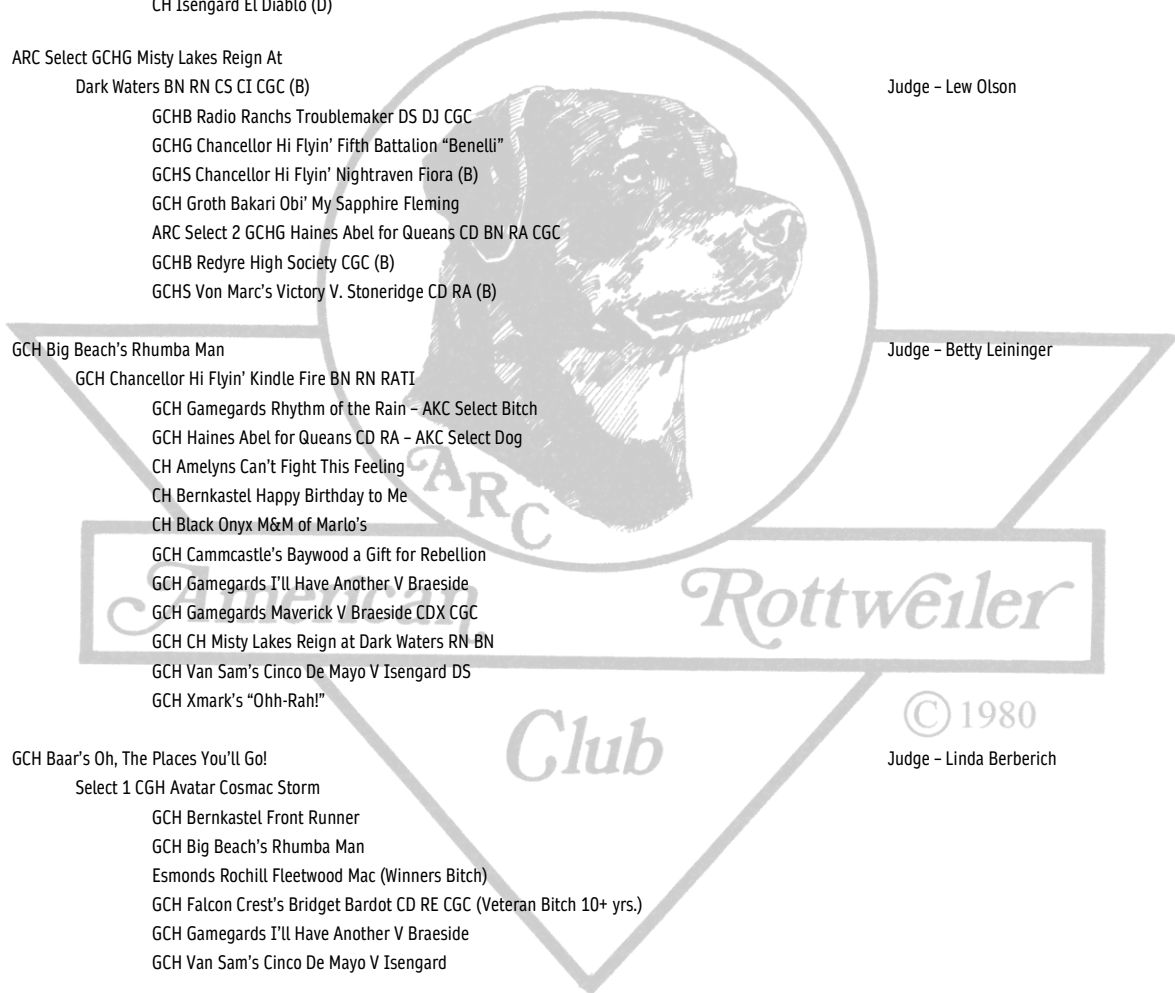 CH Isengard El Diablo (D)
ARC Select GCHG Misty Lakes Reign At
Dark Waters BN RN CS CI CGC (B)
Judge – Lew Olson
GCHB Radio Ranchs Troublemaker DS DJ CGC
GCHG Chancellor Hi Flyin’ Fifth Battalion “Benelli”
GCHS Chancellor Hi Flyin’ Nightraven Fiora (B)
GCH Groth Bakari Obi’ My Sapphire Fleming
ARC Select 2 GCHG Haines Abel for Queans CD BN RA CGC
GCHB Redyre High Society CGC (B)
GCHS Von Marc’s Victory V. Stoneridge CD RA (B)
GCH Big Beach’s Rhumba Man
Judge – Betty Leininger
GCH Chancellor Hi Flyin’ Kindle Fire BN RN RATI
GCH Gamegards Rhythm of the Rain – AKC Select Bitch
GCH Haines Abel for Queans CD RA – AKC Select Dog
CH Amelyns Can’t Fight This Feeling
CH Bernkastel Happy Birthday to Me
CH Black Onyx M&M of Marlo’s
GCH Cammcastle’s Baywood a Gift for Rebellion
GCH Gamegards I’ll Have Another V Braeside
GCH Gamegards Maverick V Braeside CDX CGC
GCH CH Misty Lakes Reign at Dark Waters RN BN
GCH Van Sam’s Cinco De Mayo V Isengard DS
GCH Xmark’s “Ohh-Rah!”
GCH Baar’s Oh, The Places You’ll Go!
Judge – Linda Berberich
Select 1 CGH Avatar Cosmac Storm
GCH Bernkastel Front Runner
GCH Big Beach’s Rhumba Man
Esmonds Rochill Fleetwood Mac (Winners Bitch)
GCH Falcon Crest’s Bridget Bardot CD RE CGC (Veteran Bitch 10+ yrs.)
GCH Gamegards I’ll Have Another V Braeside
GCH Van Sam’s Cinco De Mayo V Isengard
ARC
American Rottweiler
Club
© 1980